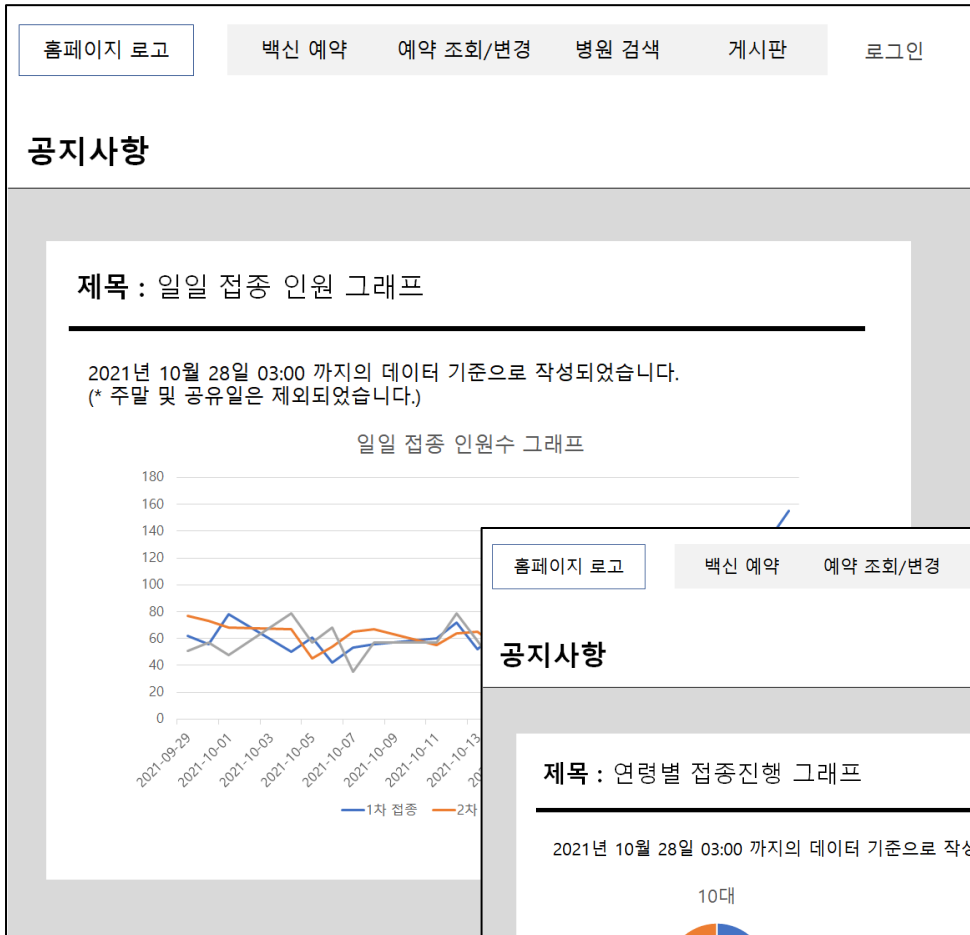 홈페이지 로고
백신 예약 예약 조회/변경 병원 검색 게시판 로그인
공지사항
제목 : 일일 접종 인원 그래프
2021년 10월 28일 03:00 까지의 데이터 기준으로 작성되었습니다.
(* 주말 및 공유일은 제외되었습니다.)
일일 접종 인원수 그래프
180
160
140
120
100
80
60
40
20
0
2021-09-29
2021-10-01
2021-10-03
2021-10-05
2021-10-07
2021-10-09
2021-10-11
2021-10-13
1차 접종 2차
홈페이지 로고
백신 예약 예약 조회/변경
공지사항
제목 : 연령별 접종진행 그래프
2021년 10월 28일 03:00 까지의 데이터 기준으로 작성
10대